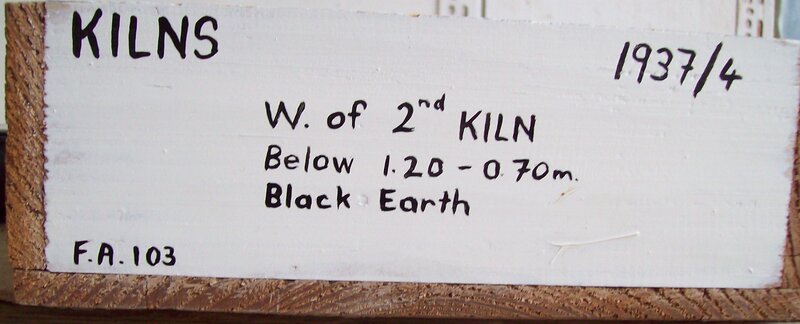 KILNS
1937/4
W. of 2nd KILN
Below 1.20 - 0.70m.
Black Earth
F.A. 103